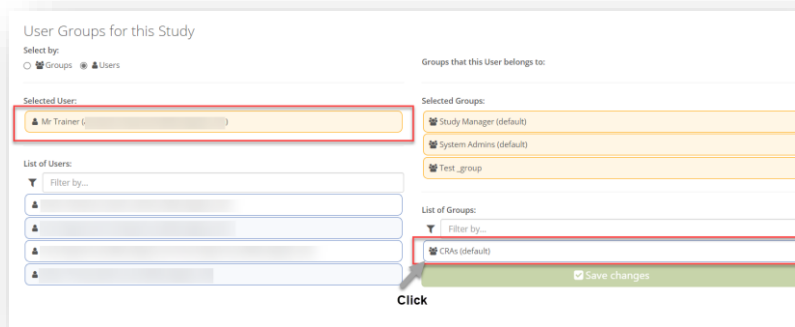 User Groups for this Study
Select by:
Groups Users
Groups that this User belongs to:
Selected User:
Mr Trainer (
)
Selected Groups:
Study Manager (default)
System Admins (default)
Test_group
List of Users:
Filter by...
List of Groups:
Filter by...
CRAs (default)
Save changes
Click